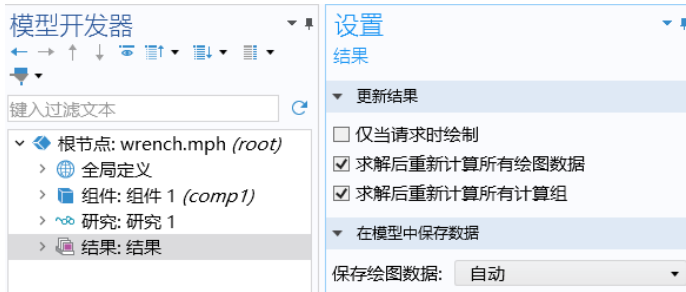 模型开发器
键入过滤文本
根节点: wrench.mph (root)
全局定义
组件: 组件 1 (comp1)
研究: 研究 1
结果: 结果
设置
结果
更新结果
仅当请求时绘制
求解后重新计算所有绘图数据
求解后重新计算所有计算组
在模型中保存数据
保存绘图数据: 自动